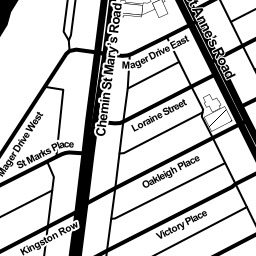 Chemin St Mary's Road
St Anne's Road
Mager Drive East
Mager Drive West
Loraine Street
St Marks Place
Oakleigh Place
Kingston Row
Victory Place